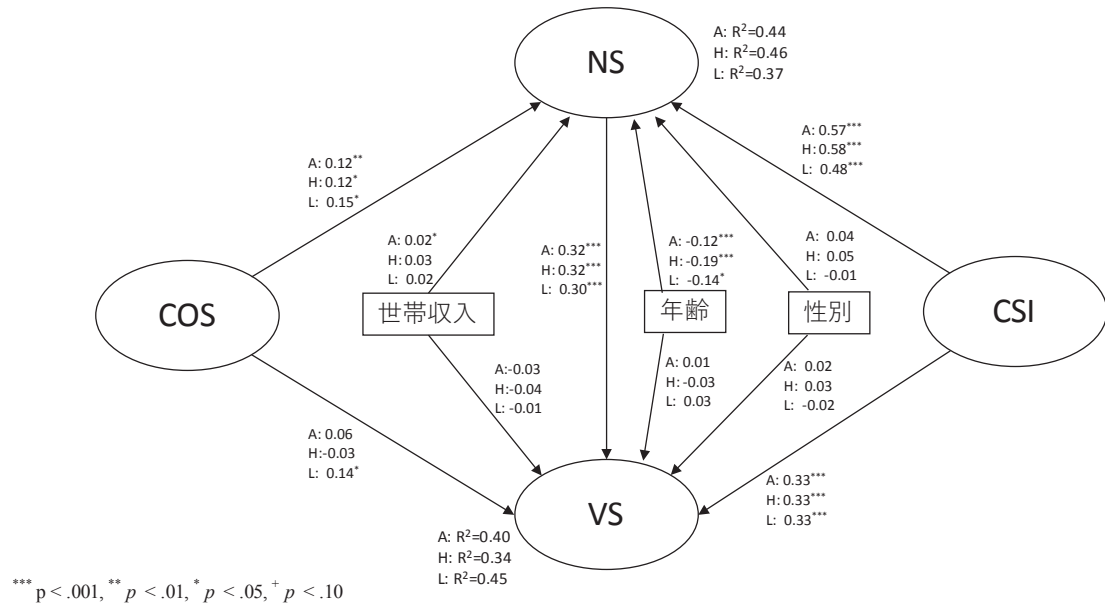 NS
A: R²=0.44
H: R²=0.46
L: R²=0.37
A: 0.12**
H: 0.12*
L: 0.15*
A: 0.57***
H: 0.58***
L: 0.48***
A: 0.02*
H: 0.03
L: 0.02
A: 0.32***
H: 0.32***
L: 0.30***
A: -0.12***
H: -0.19***
L: -0.14*
A: 0.04
H: 0.05
L: -0.01
COS
世帯収入
年齢
性別
CSI
A:-0.03
H: -0.04
L: -0.01
A: 0.01
H: -0.03
L: 0.03
A: 0.02
H: 0.03
L: -0.02
A: 0.06
H:-0.03
L: 0.14*
A: 0.33***
H: 0.33***
L: 0.33***
VS
A: R²=0.40
H: R²=0.34
L: R²=0.45
*** p < .001, ** p < .01, * p < .05, + p < .10